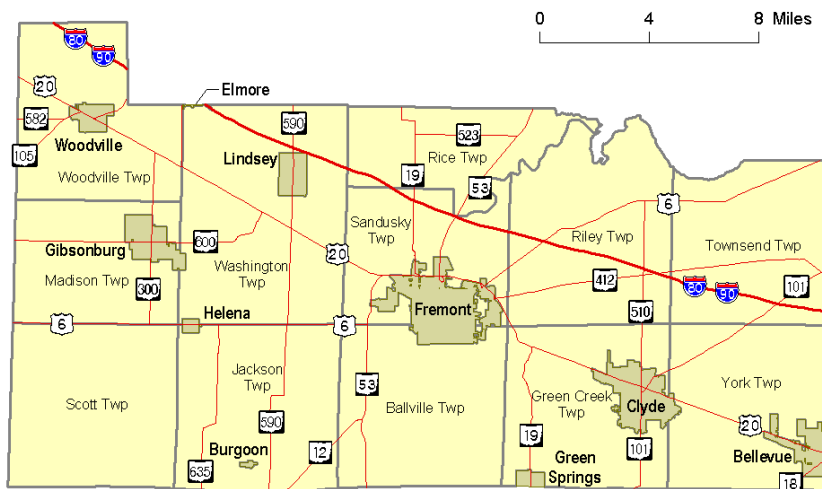 0 4 8 Miles
80
90
20
Elmore
582
590
523
Woodville
105
Lindsey
Rice Twp
Woodville Twp
19
53
6
Sandusky
Twp
Riley Twp
Townsend Twp
Gibsonburg
600
20
Washington
Twp
Madison Twp
300
412
80
90
101
Helena
Fremont
510
6
6
Jackson
Twp
53
Scott Twp
Ballville Twp
Green Creek
Twp
York Twp
Clyde
590
20
19
101
12
Burgoon
635
Green
Springs
Bellevue
18